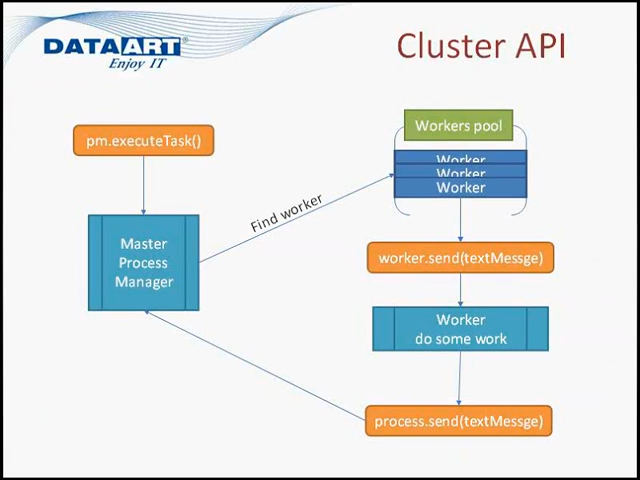 DATAART
Enjoy IT
Cluster API
pm.executeTask()
Master
Process
Manager
Find worker
Workers pool
Worker
Worker
Worker
worker.send(textMessge)
Worker
do some work
process.send(textMessge)